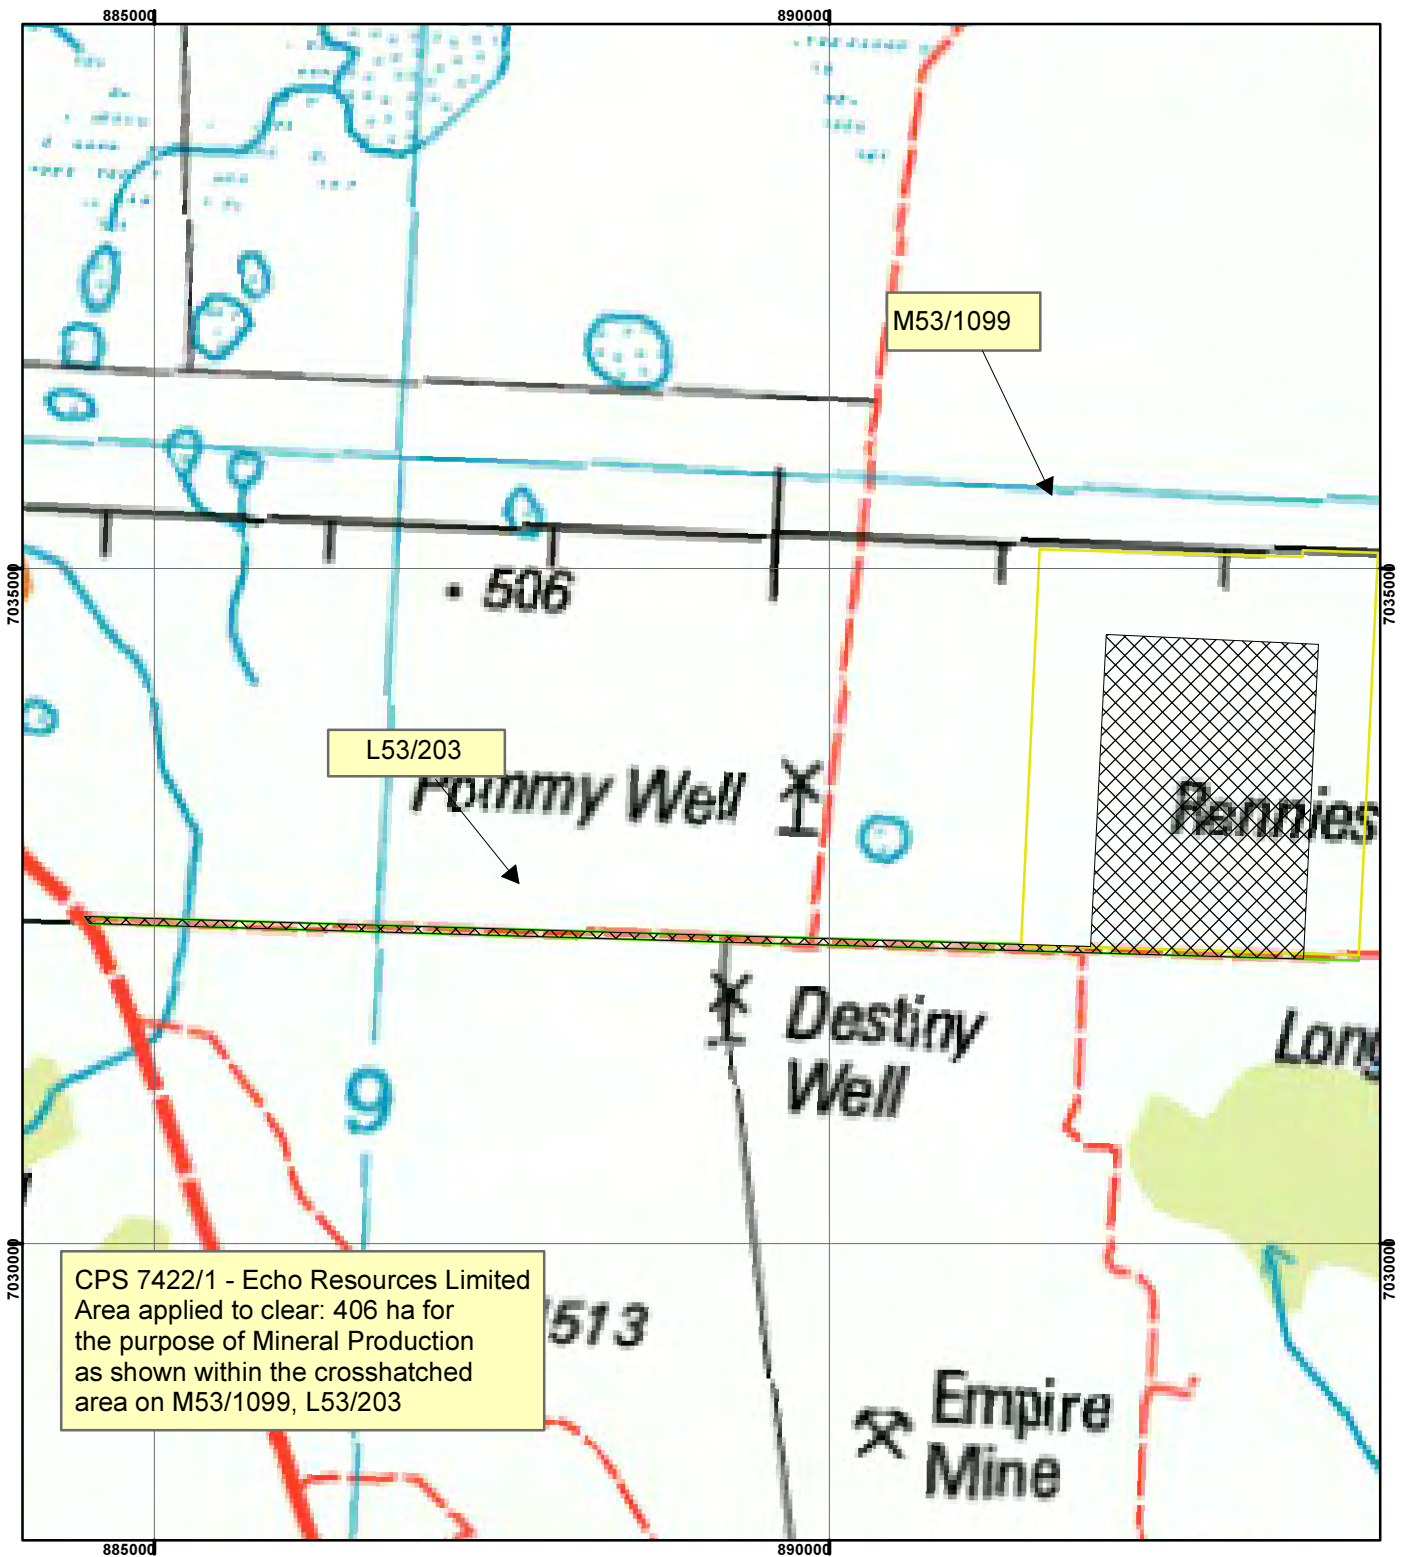 885000
890000
M53/1099
7035000
7035000
506
L53/203
Pommy Well
Rennies
Destiny
Well
Long
9
7030000
7030000
CPS 7422/1 - Echo Resources Limited
Area applied to clear: 406 ha for
the purpose of Mineral Production
as shown within the crosshatched
area on M53/1099, L53/203
513
Empire
Mine
885000
890000